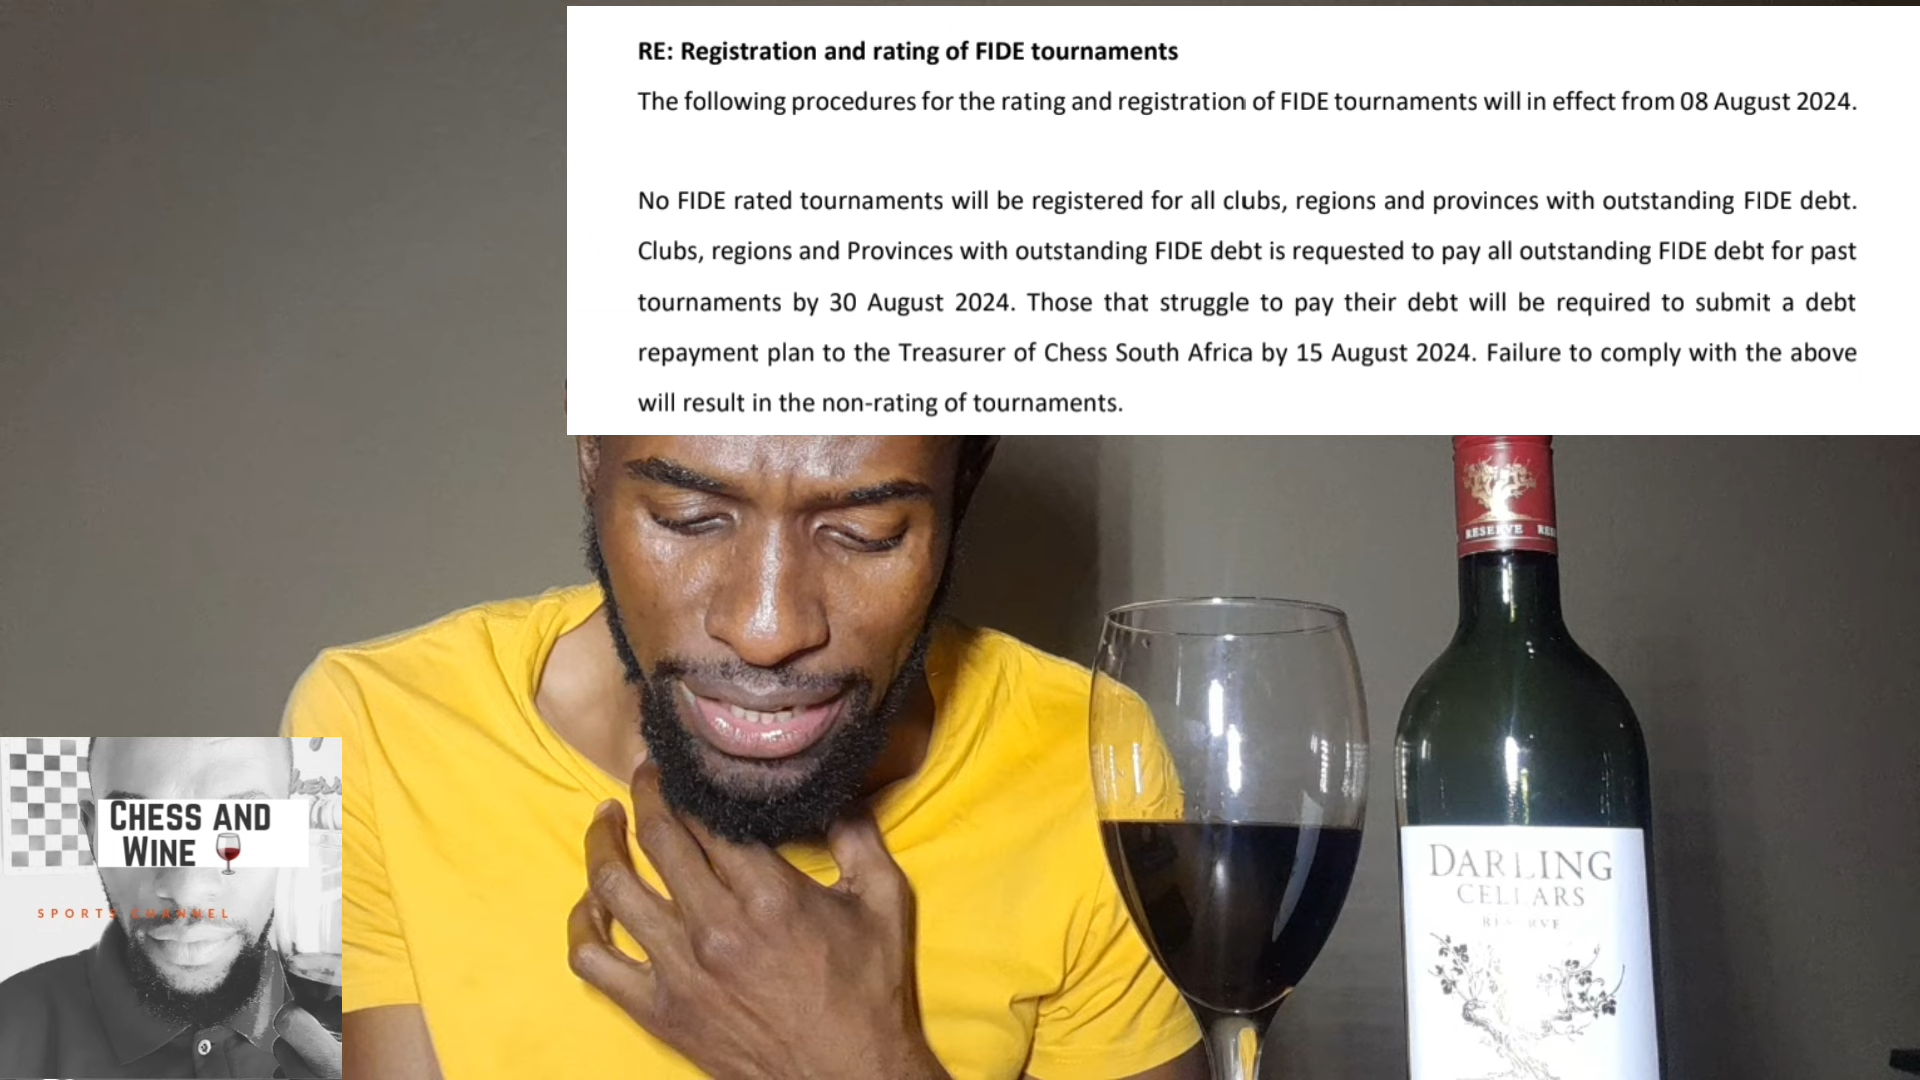 RE: Registration and rating of FIDE tournaments
The following procedures for the rating and registration of FIDE tournaments will in effect from 08 August 2024.
No FIDE rated tournaments will be registered for all clubs, regions and provinces with outstanding FIDE debt.
Clubs, regions and Provinces with outstanding FIDE debt is requested to pay all outstanding FIDE debt for past
tournaments by 30 August 2024. Those that struggle to pay their debt will be required to submit a debt
repayment plan to the Treasurer of Chess South Africa by 15 August 2024. Failure to comply with the above
will result in the non-rating of tournaments.
RESERVE
DARLING
CELLARS
RESERVE
CHESS AND
WINE
SPORTS CHANNEL